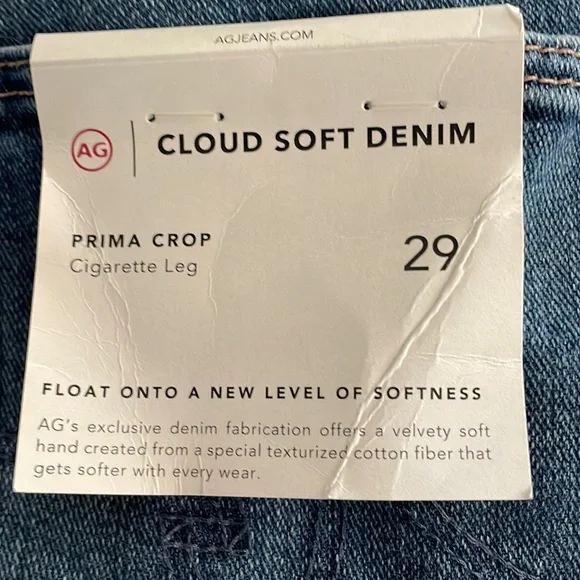 AGJEANS.COM
AG | CLOUD SOFT DENIM
PRIMA CROP 29
Cigarette Leg
FLOAT ONTO A NEW LEVEL OF SOFTNESS
AG's exclusive denim fabrication offers a velvety soft
hand created from a special texturized cotton fiber that
gets softer with every wear.